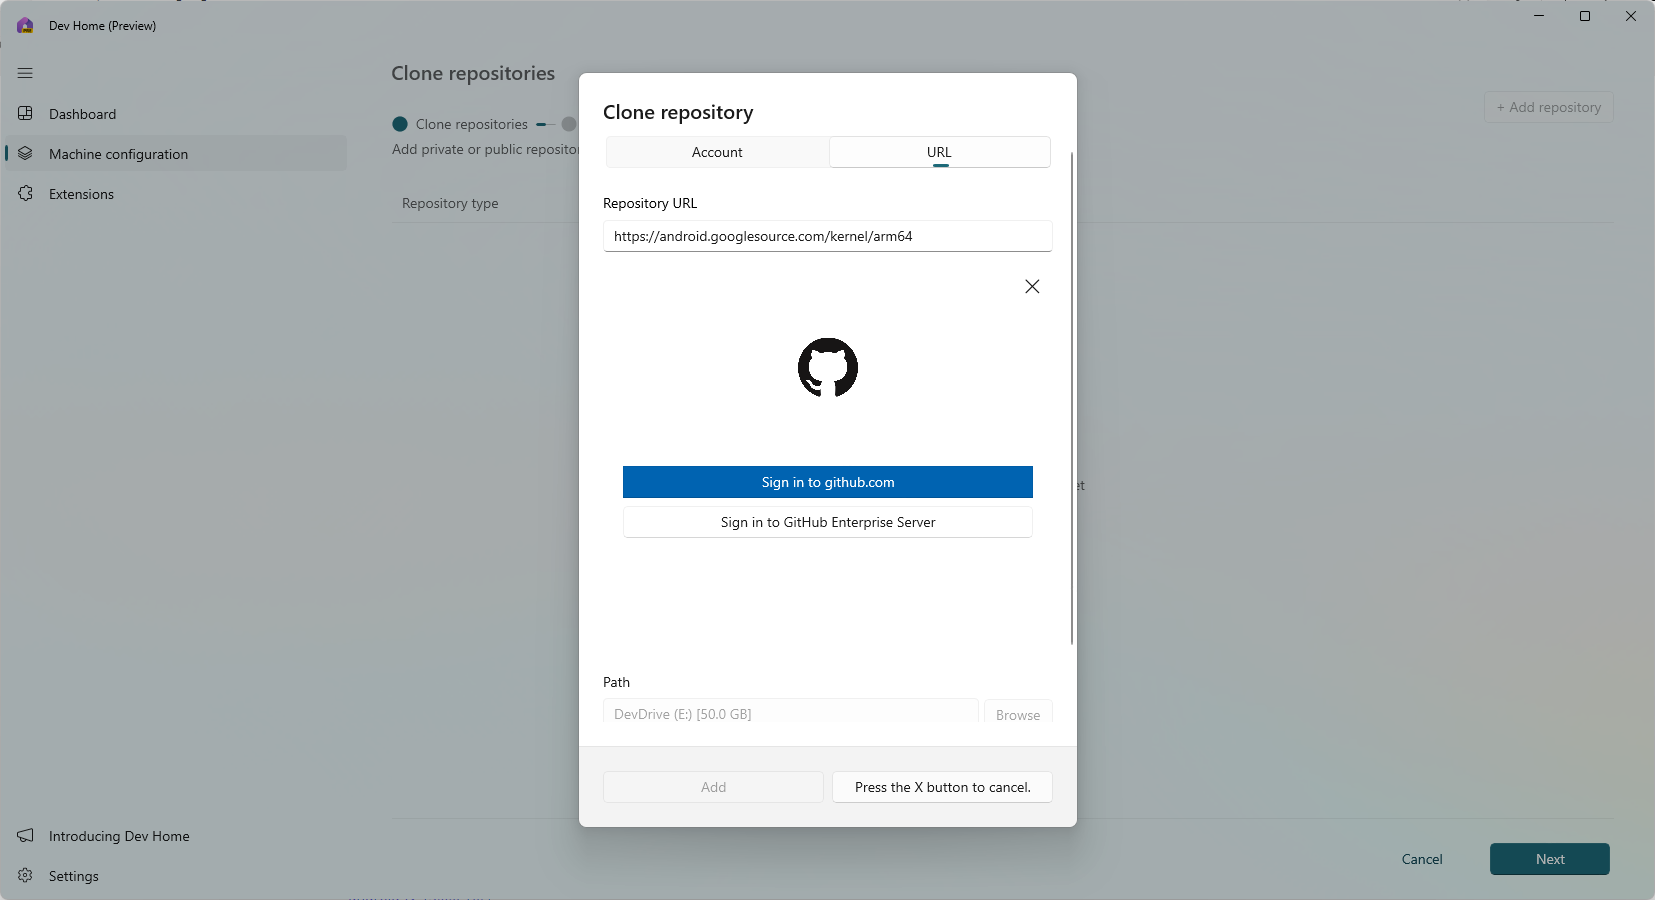 Dev Home (Preview)
Dashboard
Machine configuration
Extensions
Introducing Dev Home
Settings
Clone repositories
+ Add repository
Clone repositories
Add private or public
Repository type
Clone repository
Account
URL
Repository URL
https://android.googlesource.com/kernel/arm64
Sign in to github.com
Sign in to GitHub Enterprise Server
Path
DevDrive (E:) [50.0 GB]
Browse
Add
Press the X button to cancel.
Cancel
Next